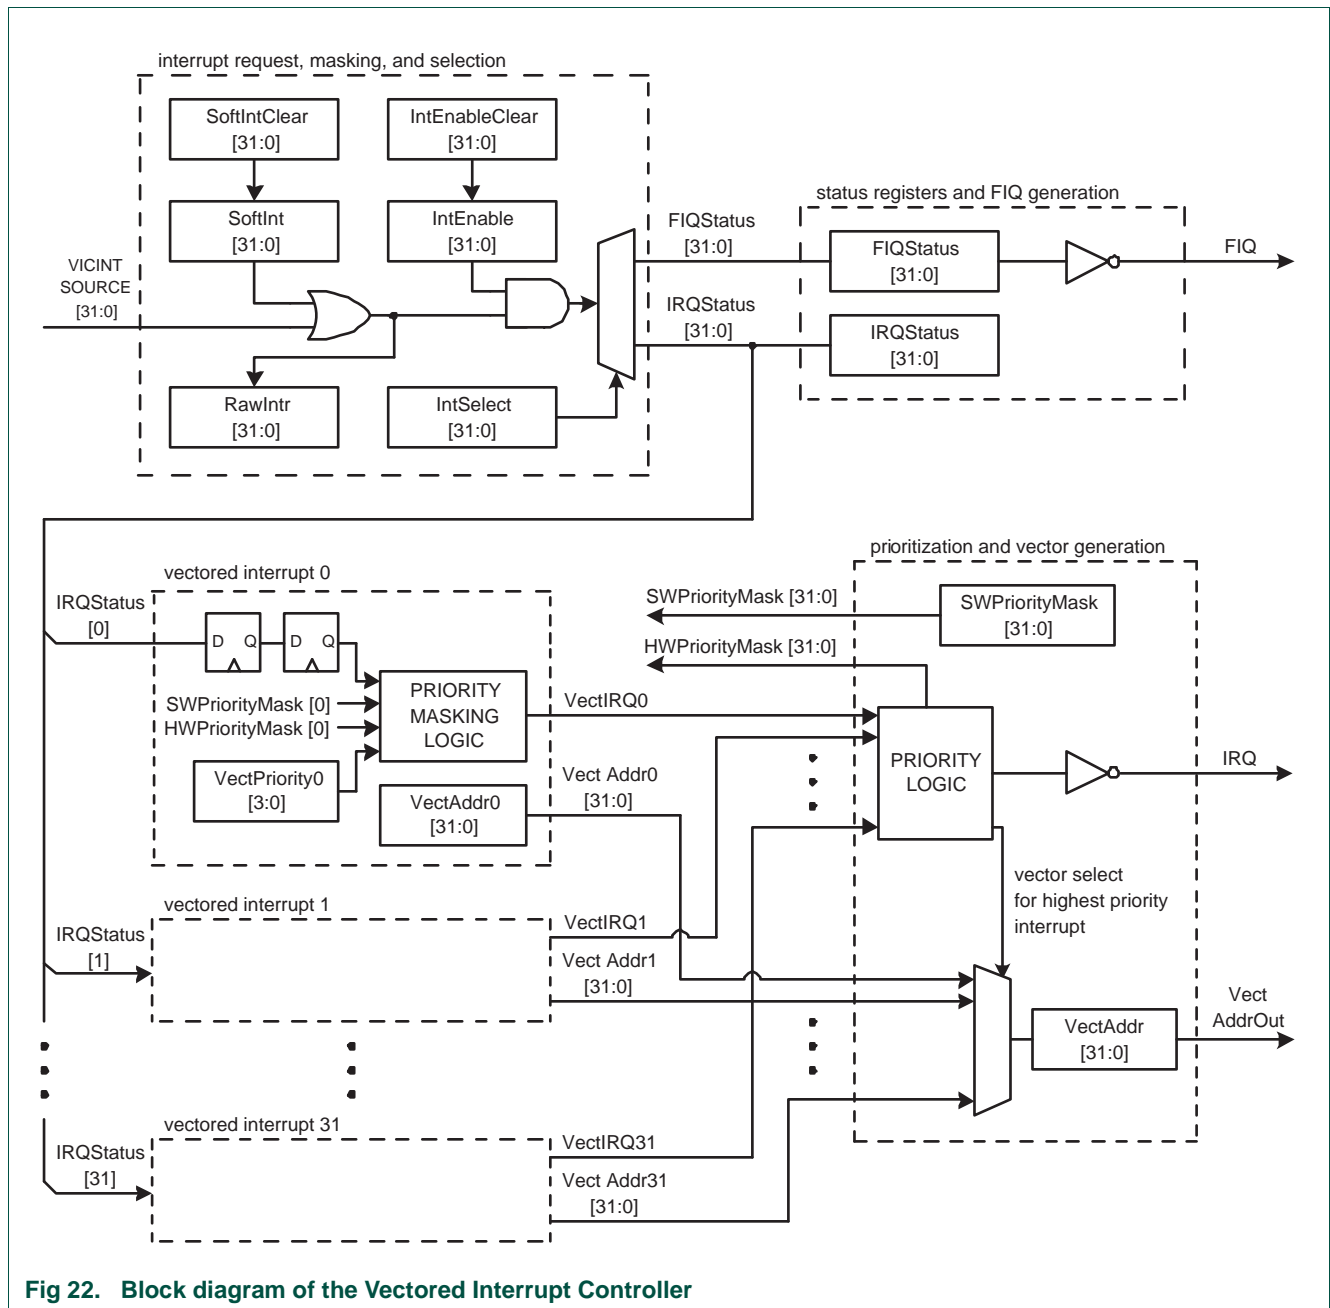 interrupt request, masking, and selection
SoftIntClear
[31:0]
IntEnableClear
[31:0]
SoftInt
[31:0]
IntEnable
[31:0]
VICINT
SOURCE
[31:0]
RawIntr
[31:0]
IntSelect
[31:0]
FIQStatus
[31:0]
IRQStatus
[31:0]
status registers and FIQ generation
FIQStatus
[31:0]
IRQStatus
[31:0]
FIQ
vectored interrupt 0
IRQStatus
[0]
D Q
D Q
SWPriorityMask [0]
HWPriorityMask [0]
PRIORITY
MASKING
LOGIC
VectPriority0
[3:0]
VectAddr0
[31:0]
VectIRQ0
Vect Addr0
[31:0]
prioritization and vector generation
SWPriorityMask [31:0]
SWPriorityMask
[31:0]
HWPriorityMask [31:0]
PRIORITY
LOGIC
IRQ
vector select
for highest priority
interrupt
vectored interrupt 1
IRQStatus
[1]
VectIRQ1
Vect Addr1
[31:0]
VectAddr
[31:0]
Vect
AddrOut
vectored interrupt 31
IRQStatus
[31]
VectIRQ31
Vect Addr31
[31:0]
Fig 22. Block diagram of the Vectored Interrupt Controller